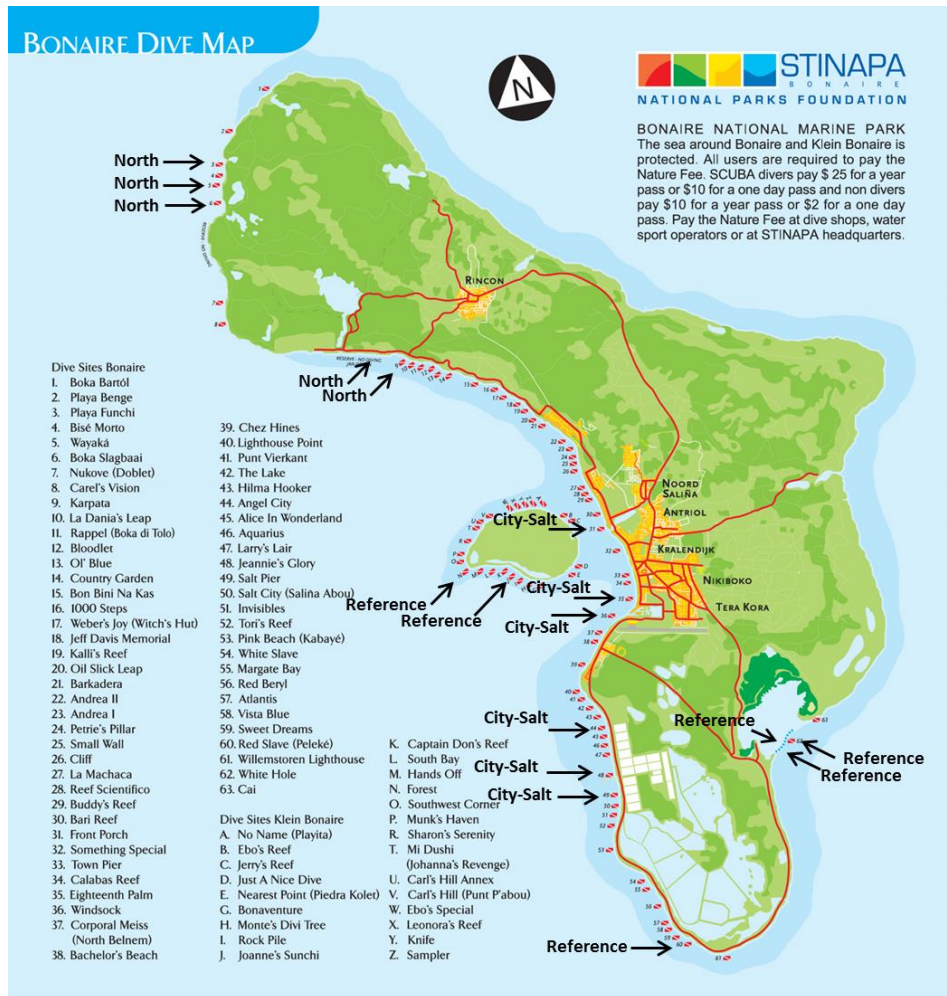 BONAIRE DIVE MAP
N
STINAPA
BONAIRE
NATIONAL PARKS FOUNDATION
BONAIRE NATIONAL MARINE PARK
The sea around Bonaire and Klein Bonaire is
protected. All users are required to pay the
Nature Fee. SCUBA divers pay $ 25 for a year
pass or $10 for a one day pass and non divers
pay $10 for a year pass or $2 for a one day
pass. Pay the Nature Fee at dive shops, water
sport operators or at STINAPA headquarters.
North
North
North
RINCON
North
North
NOORD
SALIÑA
ANTRIOL
KRALENDIJK
NIKIBOKO
TERA KORA
City-Salt
City-Salt
City-Salt
Reference
Reference
City-Salt
City-Salt
City-Salt
Reference
Reference
Reference
Reference
Dive Sites Bonaire
1. Boka Bartól
2. Playa Benge
3. Playa Funchi
4. Bisé Morto
5. Wayaká
6. Boka Slagbaai
7. Nukove (Doblet)
8. Carel's Vision
9. Karpata
10. La Dania's Leap
11. Rappel (Boka di Tolo)
12. Bloodlet
13. Ol' Blue
14. Country Garden
15. Bon Bini Na Kas
16. 1000 Steps
17. Weber's Joy (Witch's Hut)
18. Jeff Davis Memorial
19. Kalli's Reef
20. Oil Slick Leap
21. Barkadera
22. Andrea II
23. Andrea I
24. Petrie's Pillar
25. Small Wall
26. Cliff
27. La Machaca
28. Reef Scientifico
29. Buddy's Reef
30. Bari Reef
31. Front Porch
32. Something Special
33. Town Pier
34. Calabas Reef
35. Eighteenth Palm
36. Windsock
37. Corporal Meiss
(North Belnem)
38. Bachelor's Beach
39. Chez Hines
40. Lighthouse Point
41. Punt Vierkant
42. The Lake
43. Hilma Hooker
44. Angel City
45. Alice In Wonderland
46. Aquarius
47. Larry's Lair
48. Jeannie's Glory
49. Salt Pier
50. Salt City (Saliña Abou)
51. Invisibles
52. Tori's Reef
53. Pink Beach (Kabayé)
54. White Slave
55. Margate Bay
56. Red Beryl
57. Atlantis
58. Vista Blue
59. Sweet Dreams
60. Red Slave (Peleké)
61. Willemstoren Lighthouse
62. White Hole
63. Cai
Dive Sites Klein Bonaire
A. No Name (Playita)
B. Ebo's Reef
C. Jerry's Reef
D. Just A Nice Dive
E. Nearest Point (Piedra Kolet)
G. Bonaventure
H. Monte's Divi Tree
I. Rock Pile
J. Joanne's Sunchi
K. Captain Don's Reef
L. South Bay
M. Hands Off
N. Forest
O. Southwest Corner
P. Munk's Haven
R. Sharon's Serenity
T. Mi Dushi
(Johanna's Revenge)
U. Carl's Hill Annex
V. Carl's Hill (Punt P'abou)
W. Ebo's Special
X. Leonora's Reef
Y. Knife
Z. Sampler